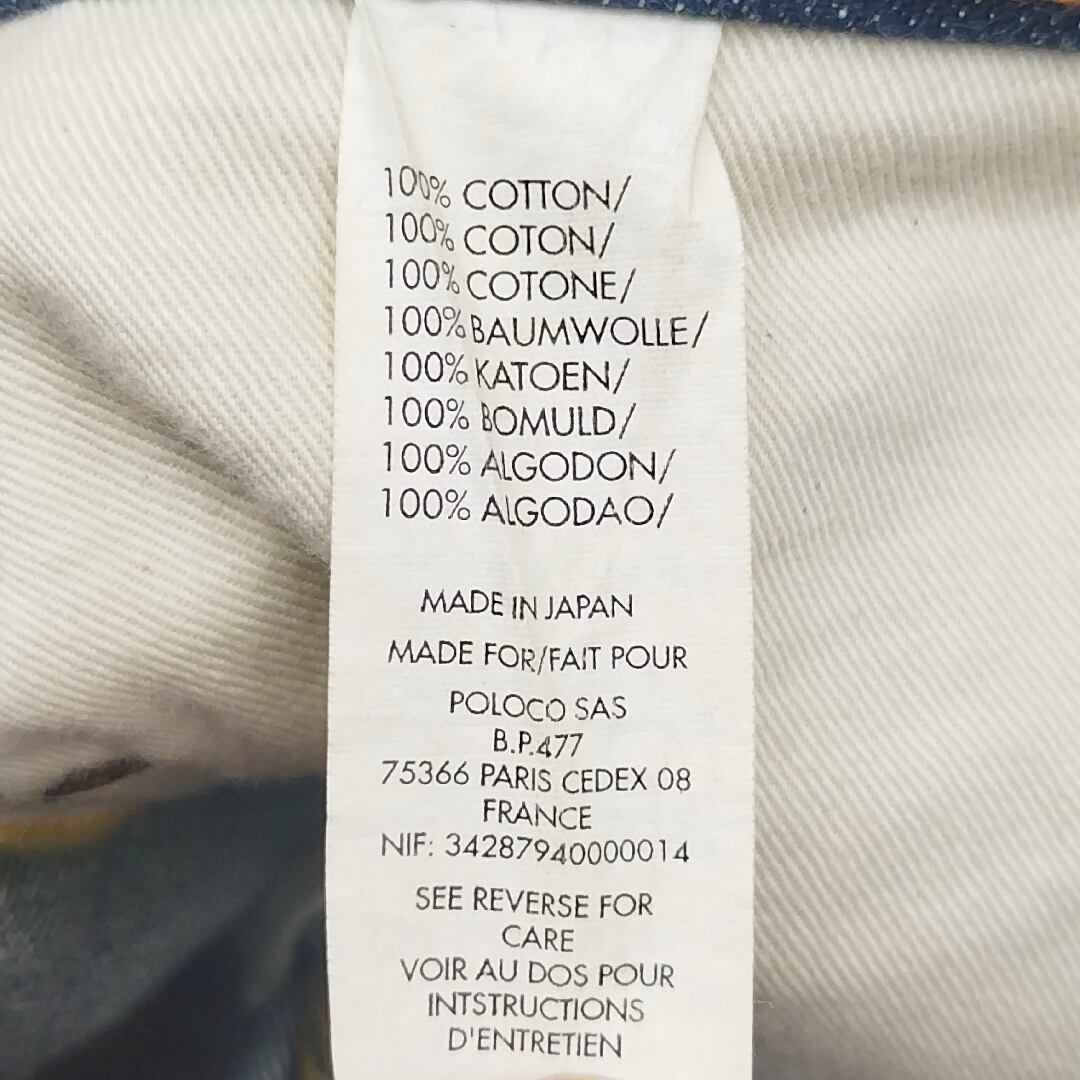 100% COTTON/
100% COTON/
100% COTONE/
100% BAUMWOLLE/
100% KATOEN/
100% BOMULD/
100% ALGODON/
100% ALGODAO/
MADE IN JAPAN
MADE FOR/FAIT POUR
POLOCO SAS
B.P.477
75366 PARIS CEDEX 08
FRANCE
NIF: 34287940000014
SEE REVERSE FOR
CARE
VOIR AU DOS POUR
INTSTRUCTIONS
D'ENTRETIEN